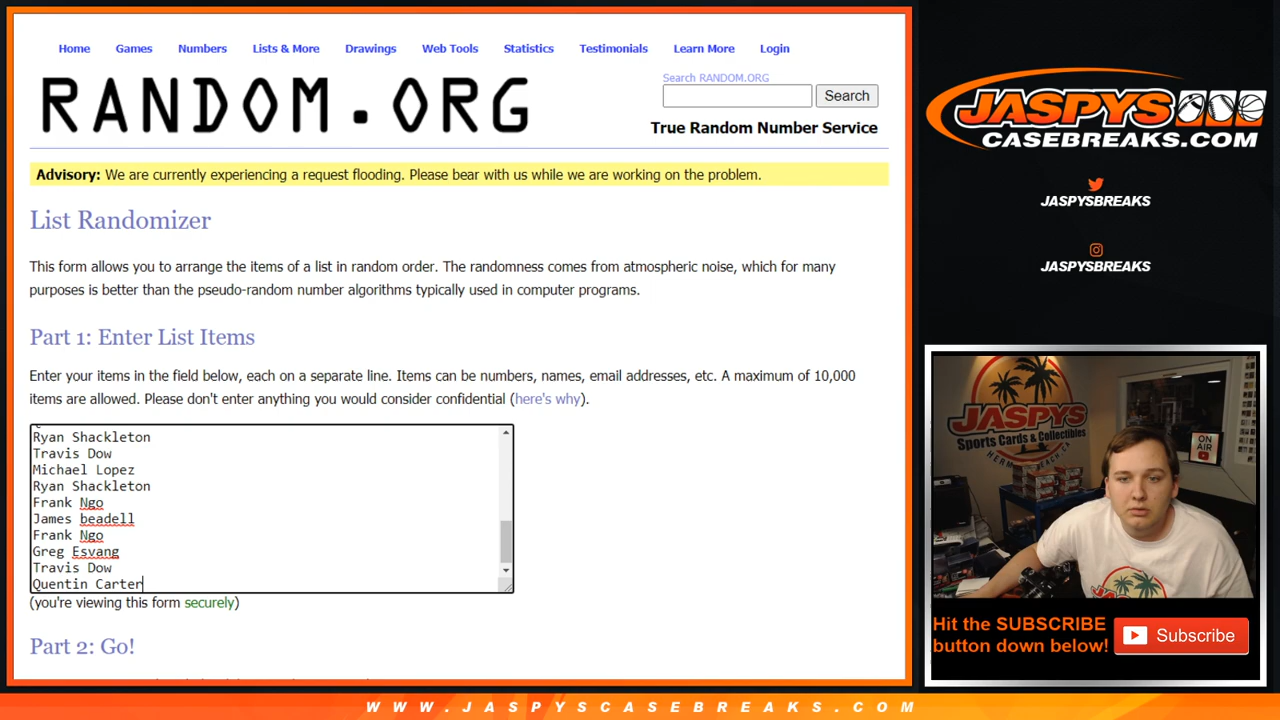 Home Games Numbers Lists & More Drawings Web Tools Statistics Testimonials Learn More Login
RANDOM.ORG
Search RANDOM.ORG
Search
True Random Number Service
Advisory: We are currently experiencing a request flooding. Please bear with us while we are working on the problem.
List Randomizer
This form allows you to arrange the items of a list in random order. The randomness comes from atmospheric noise, which for many
purposes is better than the pseudo-random number algorithms typically used in computer programs.
Part 1: Enter List Items
Enter your items in the field below, each on a separate line. Items can be numbers, names, email addresses, etc. A maximum of 10,000
items are allowed. Please don't enter anything you would consider confidential (here's why).
Ryan Shackleton
Travis Dow
Michael Lopez
Ryan Shackleton
Frank Ngo
James beadell
Frank Ngo
Greg Esvang
Travis Dow
Quentin Carter
(you're viewing this form securely)
Part 2: Go!
JASPYS
CASEBREAKS.COM
JASPYSBREAKS
JASPYSBREAKS
JASPYS
Sports Cards & Collectibles
ON
AIR
Hit the SUBSCRIBE
button down below!
Subscribe
WWW.JASPYSCASEBREAKS.COM